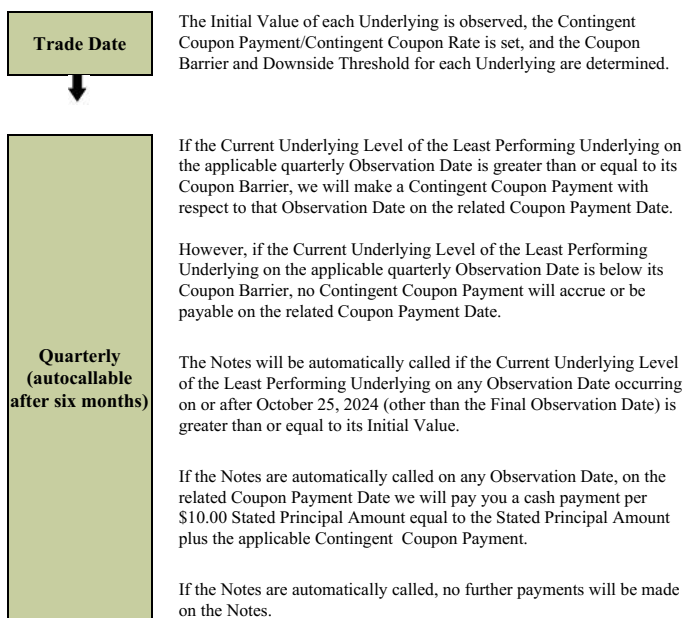 Trade Date
The Initial Value of each Underlying is observed, the Contingent
Coupon Payment/Contingent Coupon Rate is set, and the Coupon
Barrier and Downside Threshold for each Underlying are determined.
Quarterly
(autocallable
after six months)
If the Current Underlying Level of the Least Performing Underlying on
the applicable quarterly Observation Date is greater than or equal to its
Coupon Barrier, we will make a Contingent Coupon Payment with
respect to that Observation Date on the related Coupon Payment Date.
However, if the Current Underlying Level of the Least Performing
Underlying on the applicable quarterly Observation Date is below its
Coupon Barrier, no Contingent Coupon Payment will accrue or be
payable on the related Coupon Payment Date.
The Notes will be automatically called if the Current Underlying Level
of the Least Performing Underlying on any Observation Date occurring
on or after October 25, 2024 (other than the Final Observation Date) is
greater than or equal to its Initial Value.
If the Notes are automatically called on any Observation Date, on the
related Coupon Payment Date we will pay you a cash payment per
$10.00 Stated Principal Amount equal to the Stated Principal Amount
plus the applicable Contingent Coupon Payment.
If the Notes are automatically called, no further payments will be made
on the Notes.